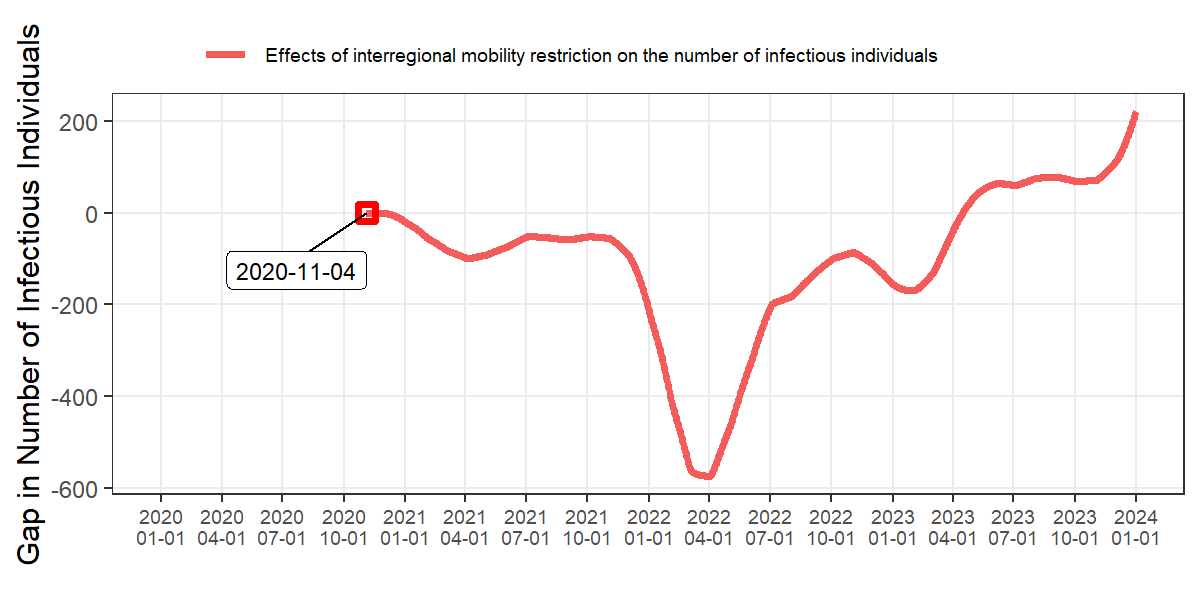 Effects of interregional mobility restriction on the number of infectious individuals
Gap in Number of Infectious Individuals
200
0
-200
-400
-600
2020-11-04
2020 2020 2020 2020 2021 2021 2021 2021 2022 2022 2022 2022 2023 2023 2023 2023 2024
01-01 04-01 07-01 10-01 01-01 04-01 07-01 10-01 01-01 04-01 07-01 10-01 01-01 04-01 07-01 10-01 01-01